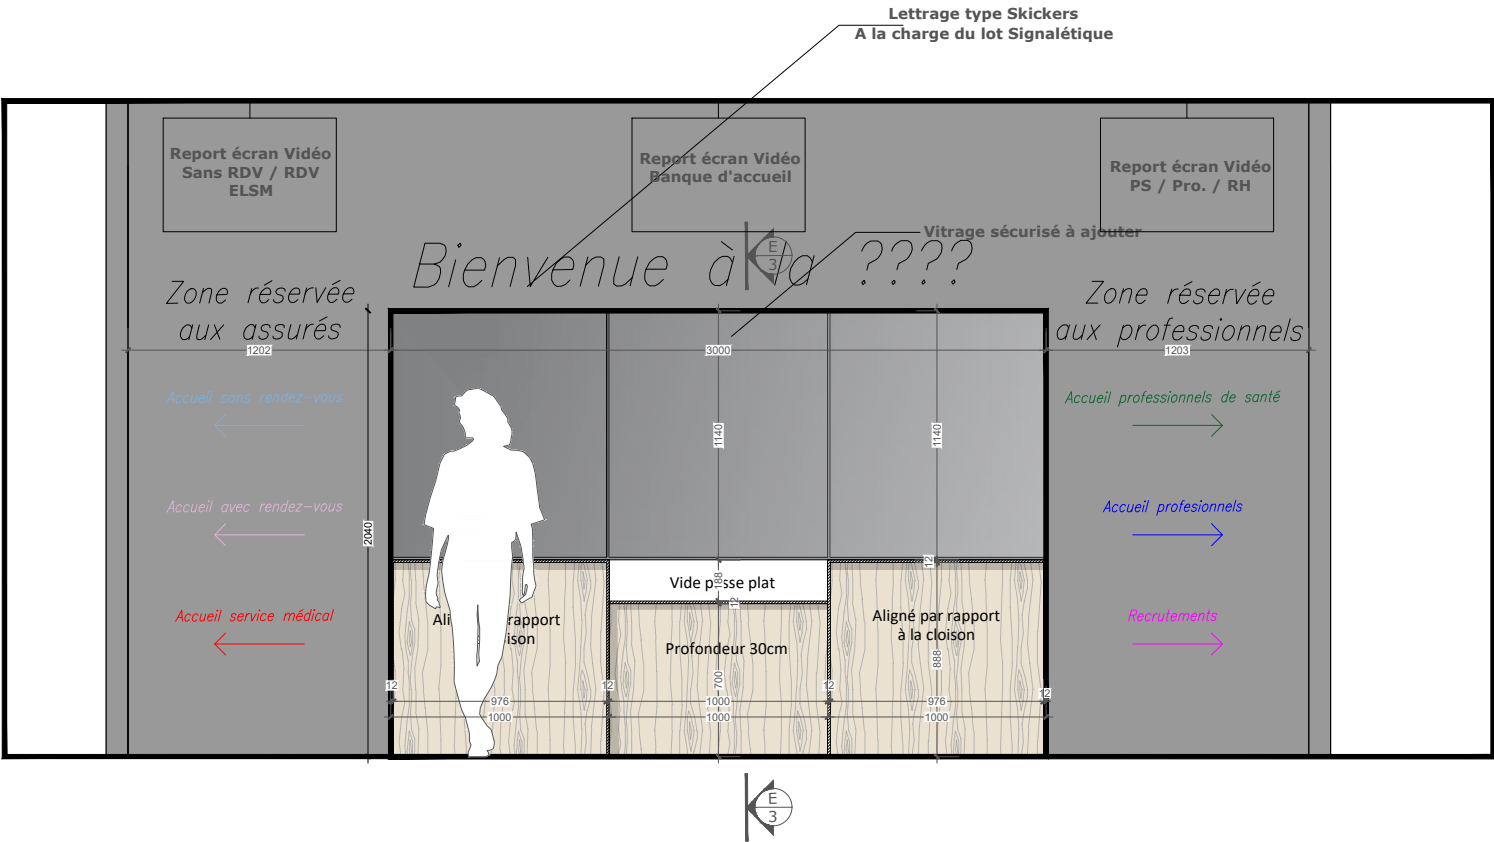 Lettrage type Skickers
A la charge du lot Signalétique
Report écran Vidéo
Sans RDV / RDV
ELSM
Report écran Vidéo
Banque d'accueil
Report écran Vidéo
PS / Pro. / RH
Vitrage sécurisé à ajouter
E
3
Bienvenue à la ????
Zone réservée
aux assurés
Zone réservée
aux professionnels
1202
3000
1203
Accueil sans rendez-vous
Accueil professionnels de santé
1140
1140
Accueil avec rendez-vous
Accueil profesionnels
2040
12
Vide passe plat
188
12
Accueil service médical
Ali rapport
ison
Aligné par rapport
à la cloison
Recrutements
Profondeur 30cm
888
700
12
12
12
12
976
1000
976
1000
1000
1000
E
3